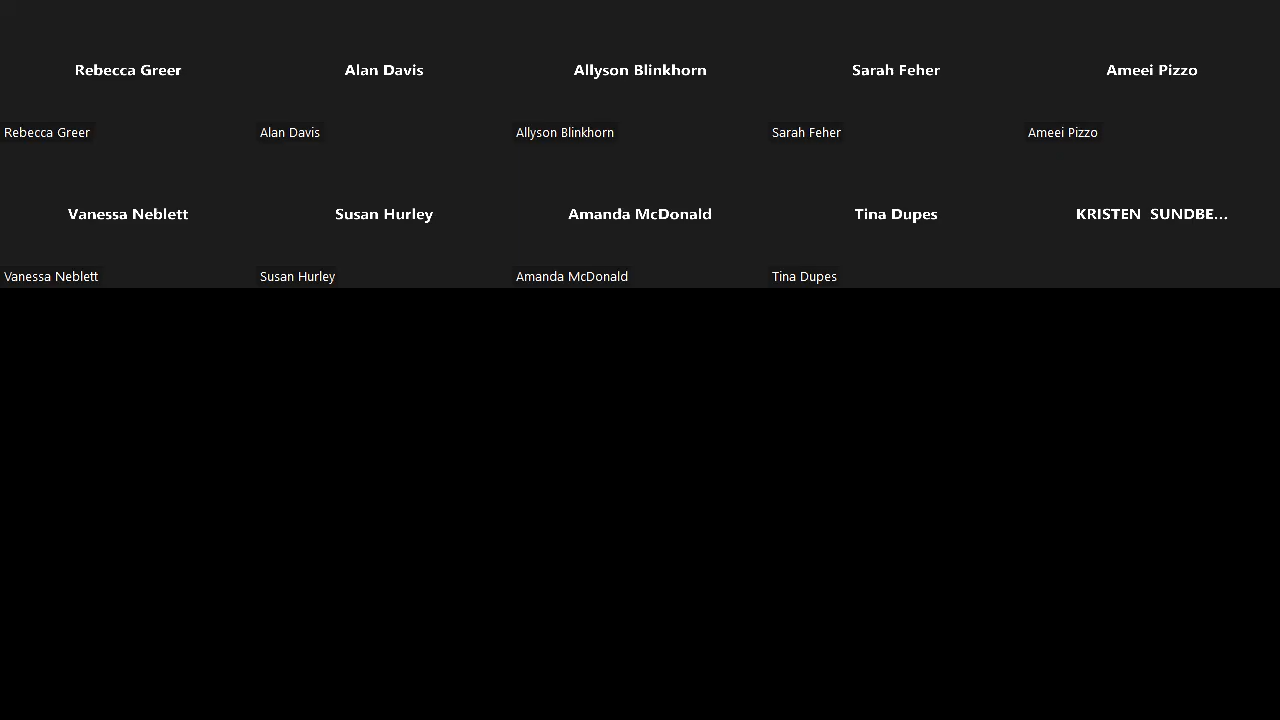 Rebecca Greer
Alan Davis
Allyson Blinkhorn
Sarah Feher
Ameei Pizzo
Rebecca Greer
Alan Davis
Allyson Blinkhorn
Sarah Feher
Ameei Pizzo
Vanessa Neblett
Susan Hurley
Amanda McDonald
Tina Dupes
KRISTEN SUNDBE...
Vanessa Neblett
Susan Hurley
Amanda McDonald
Tina Dupes